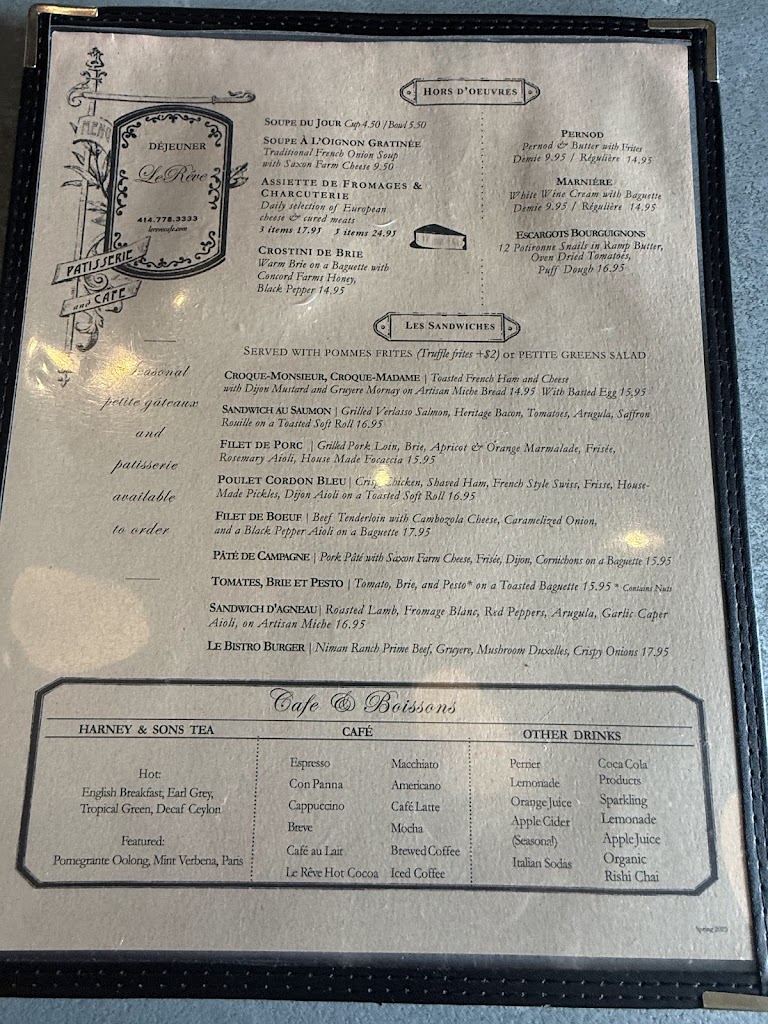 MENU
DÉJEUNER
Le Rêve
414.778.3333
lerevecafe.com
PATISSERIE
and CAFE
Seasonal
petite gâteaux
and
patisserie
available
to order
HORS D'OEUVRES
SOUPE DU JOUR Cup 4.50 / Bowl 5.50
SOUPE À L'OIGNON GRATINÉE
Traditional French Onion Soup
with Saxon Farm Cheese 9.50
ASSIETTE DE FROMAGES &
CHARCUTERIE
Daily selection of European
cheese & cured meats
3 items 17.95 5 items 24.95
CROSTINI DE BRIE
Warm Brie on a Baguette with
Concord Farms Honey,
Black Pepper 14.95
PERNOD
Pernod & Butter with Frites
Demie 9.95 / Régulière 14.95
MARNIÉRE
White Wine Cream with Baguette
Demie 9.95 / Régulière 14.95
ESCARGOTS BOURGUIGNONS
12 Potironne Snails in Ramp Butter,
Oven Dried Tomatoes,
Puff Dough 16.95
LES SANDWICHES
SERVED WITH POMMES FRITES (Truffle frites +$2) or PETITE GREENS SALAD
CROQUE-MONSIEUR, CROQUE-MADAME | Toasted French Ham and Cheese
with Dijon Mustard and Gruyere Mornay on Artisan Miche Bread 14.95 With Basted Egg 15.95
SANDWICH AU SAUMON | Grilled Verlasso Salmon, Heritage Bacon, Tomatoes, Arugula, Saffron
Rouille on a Toasted Soft Roll 16.95
FILET DE PORC | Grilled Pork Loin, Brie, Apricot & Orange Marmalade, Frisée,
Rosemary Aioli, House Made Focaccia 15.95
POULET CORDON BLEU | Crisp Chicken, Shaved Ham, French Style Swiss, Frisse, House-
Made Pickles, Dijon Aioli on a Toasted Soft Roll 16.95
FILET DE BOEUF | Beef Tenderloin with Cambozola Cheese, Caramelized Onion,
and a Black Pepper Aioli on a Baguette 17.95
PÂTÉ DE CAMPAGNE | Pork Pâté with Saxon Farm Cheese, Frisée, Dijon, Cornichons on a Baguette 15.95
TOMATES, BRIE ET PESTO | Tomato, Brie, and Pesto* on a Toasted Baguette 15.95 * Contains Nuts
SANDWICH D'AGNEAU | Roasted Lamb, Fromage Blanc, Red Peppers, Arugula, Garlic Caper
Aioli, on Artisan Miche 16.95
LE BISTRO BURGER | Niman Ranch Prime Beef, Gruyere, Mushroom Duxelles, Crispy Onions 17.95
Cafe & Boissons
HARNEY & SONS TEA
Hot:
English Breakfast, Earl Grey,
Tropical Green, Decaf Ceylon
Featured:
Pomegrante Oolong, Mint Verbena, Paris
CAFÉ
Espresso
Con Panna
Cappuccino
Breve
Café au Lait
Le Rêve Hot Cocoa
Macchiato
Americano
Café Latte
Mocha
Brewed Coffee
Iced Coffee
OTHER DRINKS
Perrier
Lemonade
Orange Juice
Apple Cider
(Seasonal)
Italian Sodas
Coca Cola
Products
Sparkling
Lemonade
Apple Juice
Organic
Rishi Chai